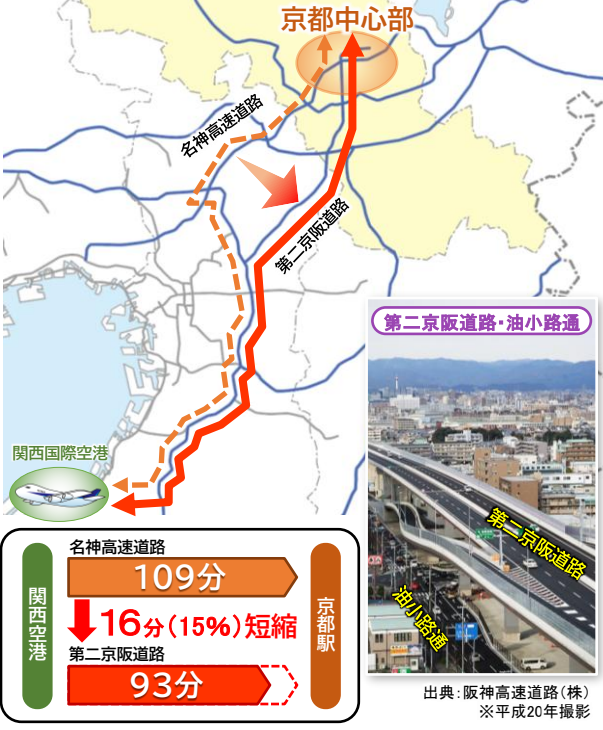 京都中心部
名神高速道路
第二京阪道路
第二京阪道路・油小路通
関西国際空港
第二京阪道路
油小路通
名神高速道路
109分
関西空港
16分(15%)短縮
京都駅
第二京阪道路
93分
出典:阪神高速道路(株)
※平成20年撮影